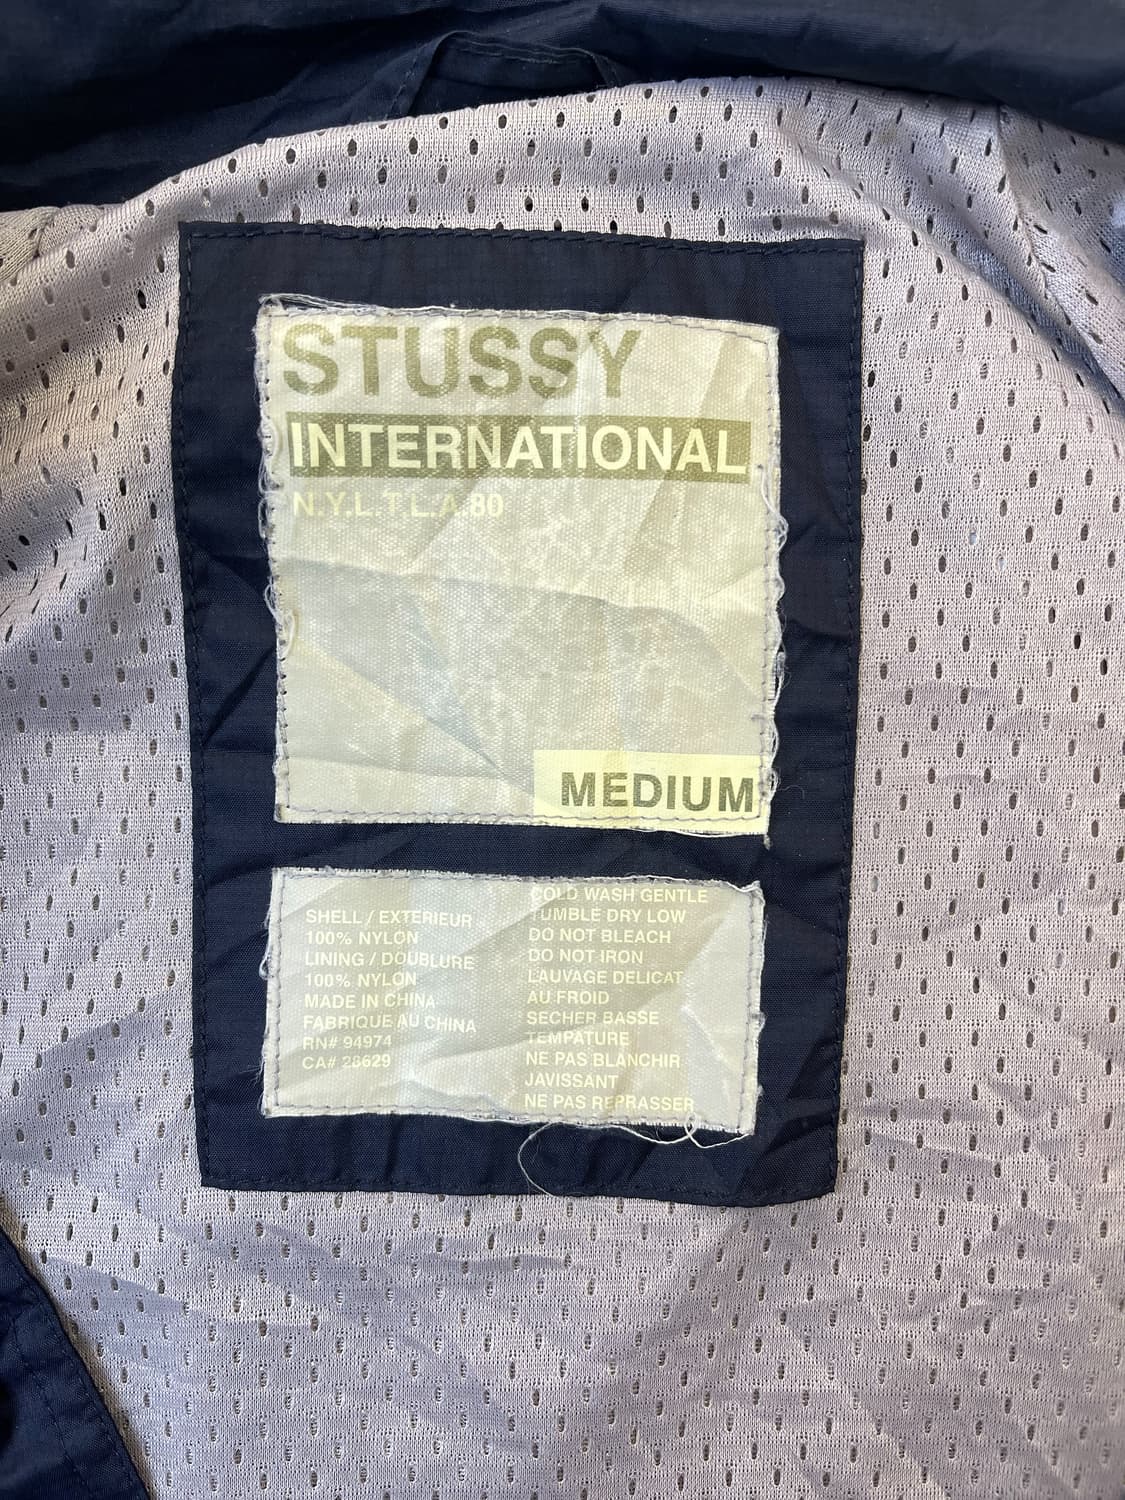 STUSSY
INTERNATIONAL
N.Y.L.T.L.A.80
MEDIUM
SHELL / EXTERIEUR
100% NYLON
LINING / DOUBLURE
100% NYLON
MADE IN CHINA
FABRIQUE AU CHINA
RN# 94974
CA# 28629
COLD WASH GENTLE
TUMBLE DRY LOW
DO NOT BLEACH
DO NOT IRON
LAUVAGE DELICAT
AU FROID
SECHER BASSE
TEMPATURE
NE PAS BLANCHIR
JAVISSANT
NE PAS REPRASSER